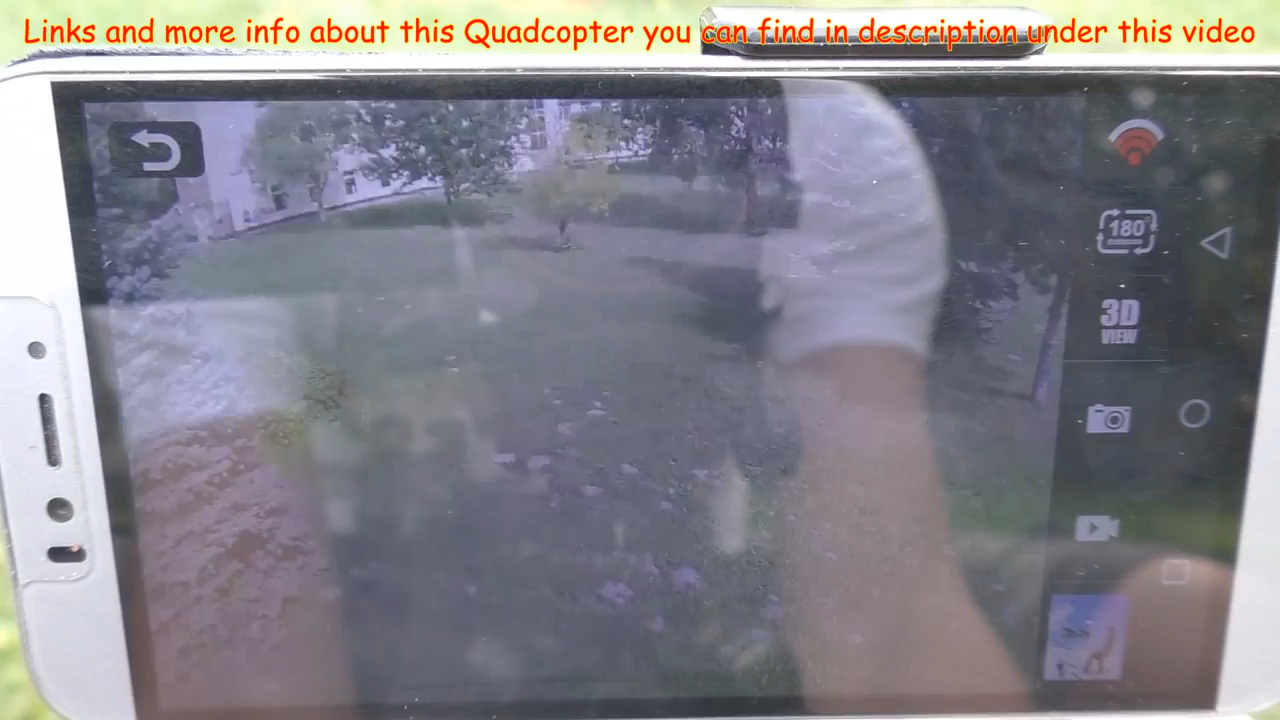 Links and more info about this Quadcopter you can find in description under this video
180°
3D
VIEW